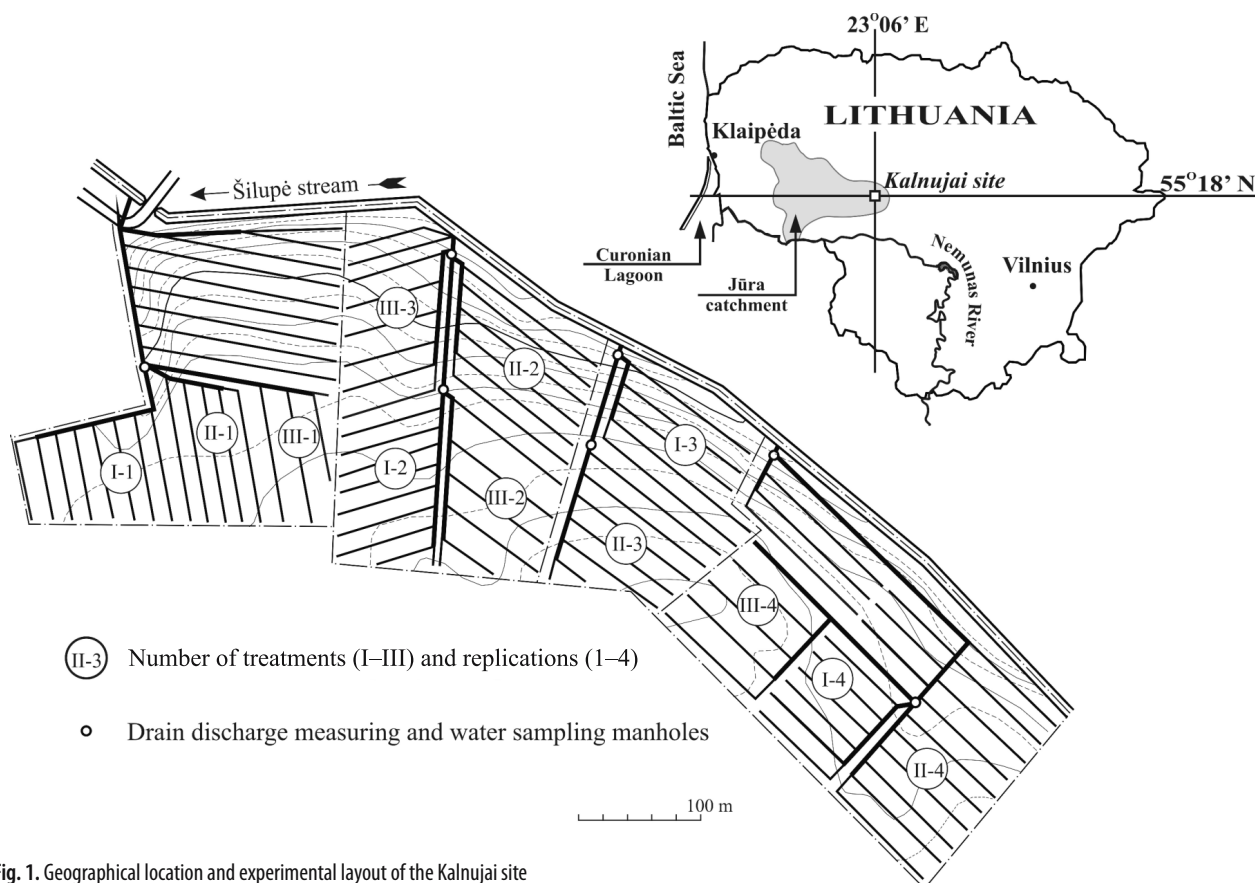 23°06' E
Baltic Sea
LITHUANIA
Klaipėda
Kalnujai site
55°18' N
Šilupė stream
Curonian
Lagoon
Jūra
catchment
Nemunas River
Vilnius
III-3
II-2
I-3
II-1
III-1
I-1
I-2
III-2
II-3
III-4
I-4
II-4
II-3 Number of treatments (I–III) and replications (1–4)
Drain discharge measuring and water sampling manholes
100 m
ig. 1. Geographical location and experimental layout of the Kalnujai site